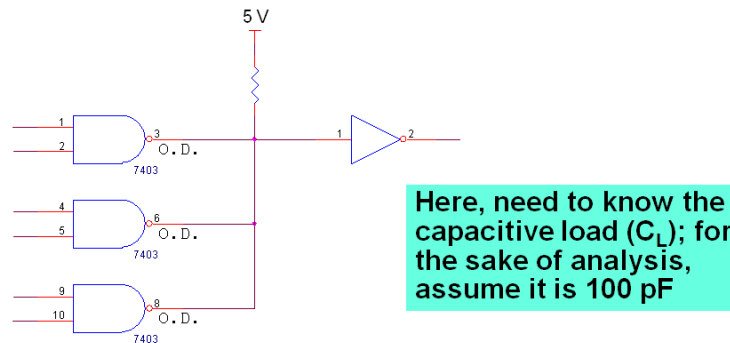 5 V
1
2
3
O.D.
7403
1
2
4
5
6
O.D.
7403
Here, need to know the
capacitive load (CL); for
the sake of analysis,
assume it is 100 pF
9
10
8
O.D.
7403